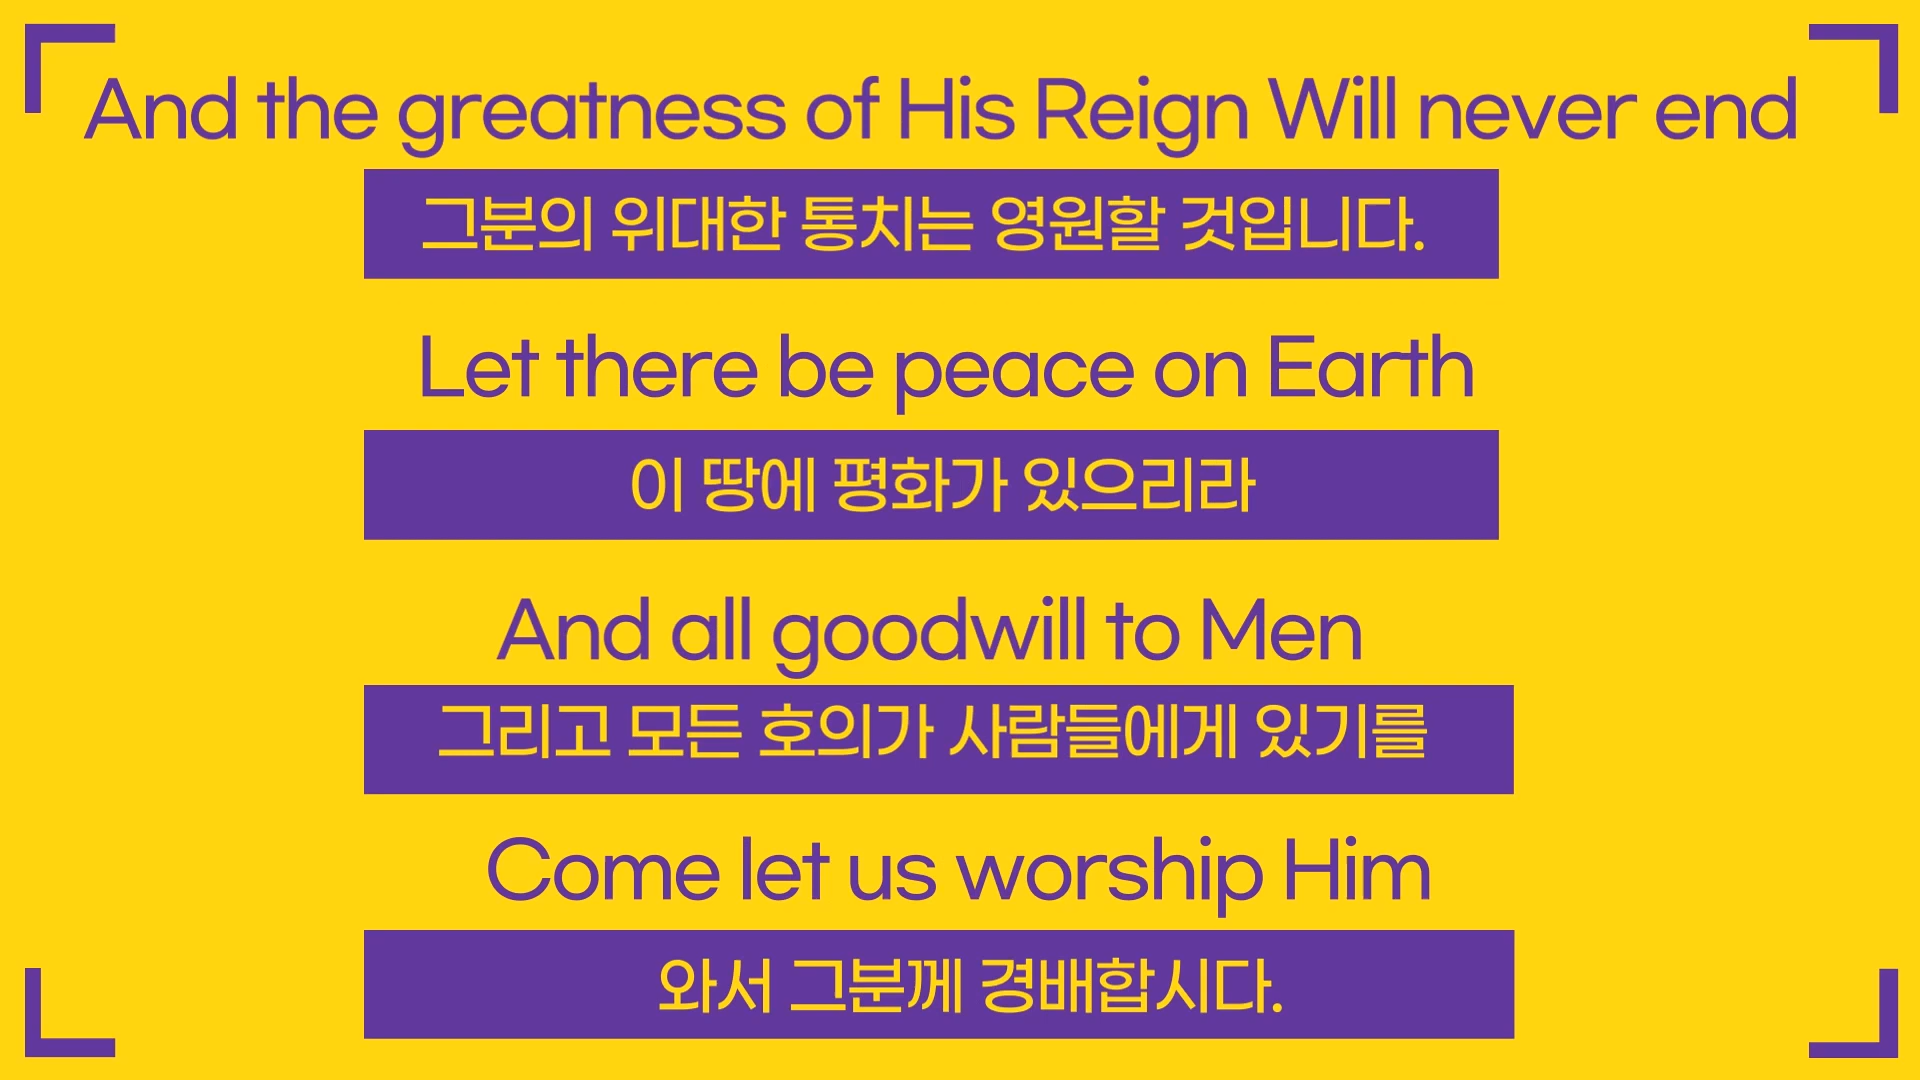 And the greatness of His Reign Will never end
그분의 위대한 통치는 영원할 것입니다.
Let there be peace on Earth
이 땅에 평화가 있으리라
And all goodwill to Men
그리고 모든 호의가 사람들에게 있기를
Come let us worship Him
와서 그분께 경배합시다.